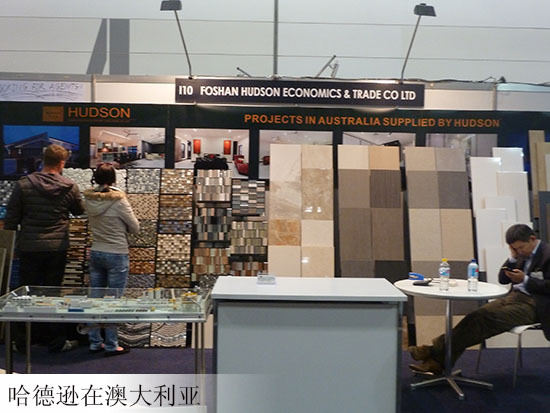 I10 FOSHAN HUDSON ECONOMICS & TRADE CO LTD
HUDSON
PROJECTS IN AUSTRALIA SUPPLIED BY HUDSON
哈德逊在澳大利亚